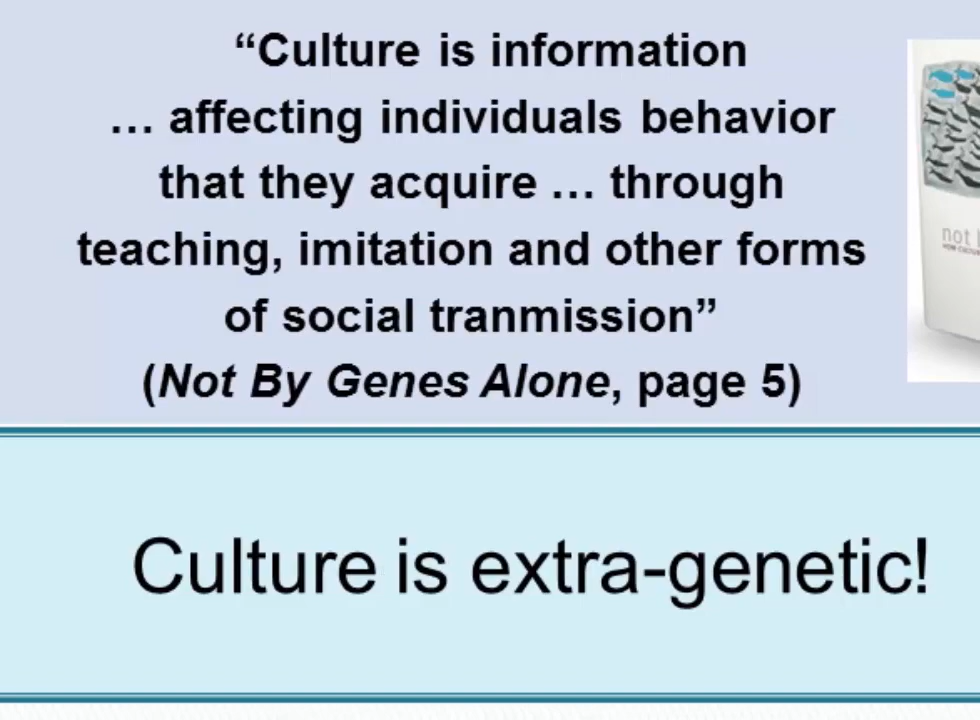 “Culture is information
… affecting individuals behavior
that they acquire … through
teaching, imitation and other forms
of social tranmission”
(Not By Genes Alone, page 5)
not
Culture is extra-genetic!